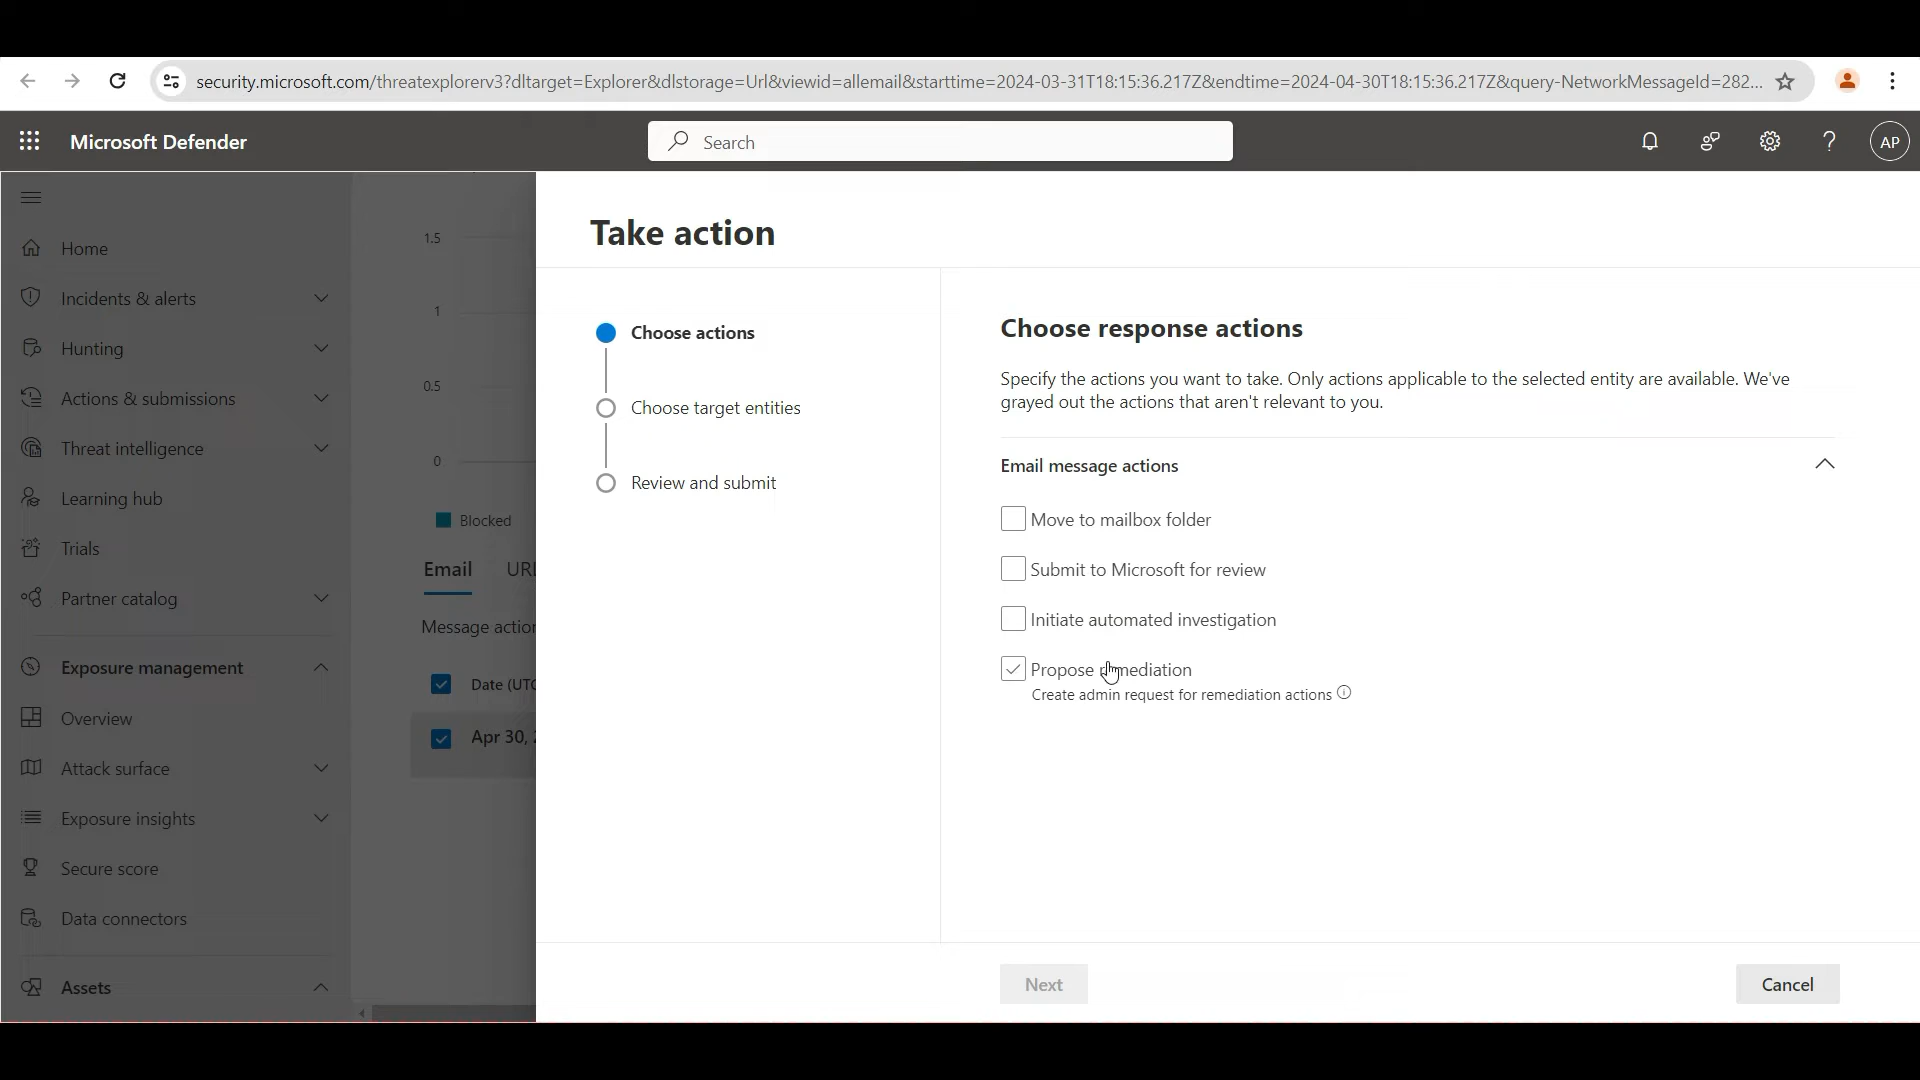 security.microsoft.com/threatexplorerv3?dltarget=Explorer&dlstorage=Url&viewid=allemail&starttime=2024-03-31T18:15:36.217Z&endtime=2024-04-30T18:15:36.217Z&query-NetworkMessageId=282...
Microsoft Defender
Search
AP
Home
Incidents & alerts
Hunting
Actions & submissions
Threat intelligence
Learning hub
Trials
Partner catalog
Exposure management
Overview
Attack surface
Exposure insights
Secure score
Data connectors
Assets
1.5
1
0.5
0
Blocked
Email URL
Message action
Date (UTC
Apr 30, 2
Take action
Choose actions
Choose target entities
Review and submit
Choose response actions
Specify the actions you want to take. Only actions applicable to the selected entity are available. We've
grayed out the actions that aren't relevant to you.
Email message actions
Move to mailbox folder
Submit to Microsoft for review
Initiate automated investigation
Propose remediation
Create admin request for remediation actions
Next
Cancel